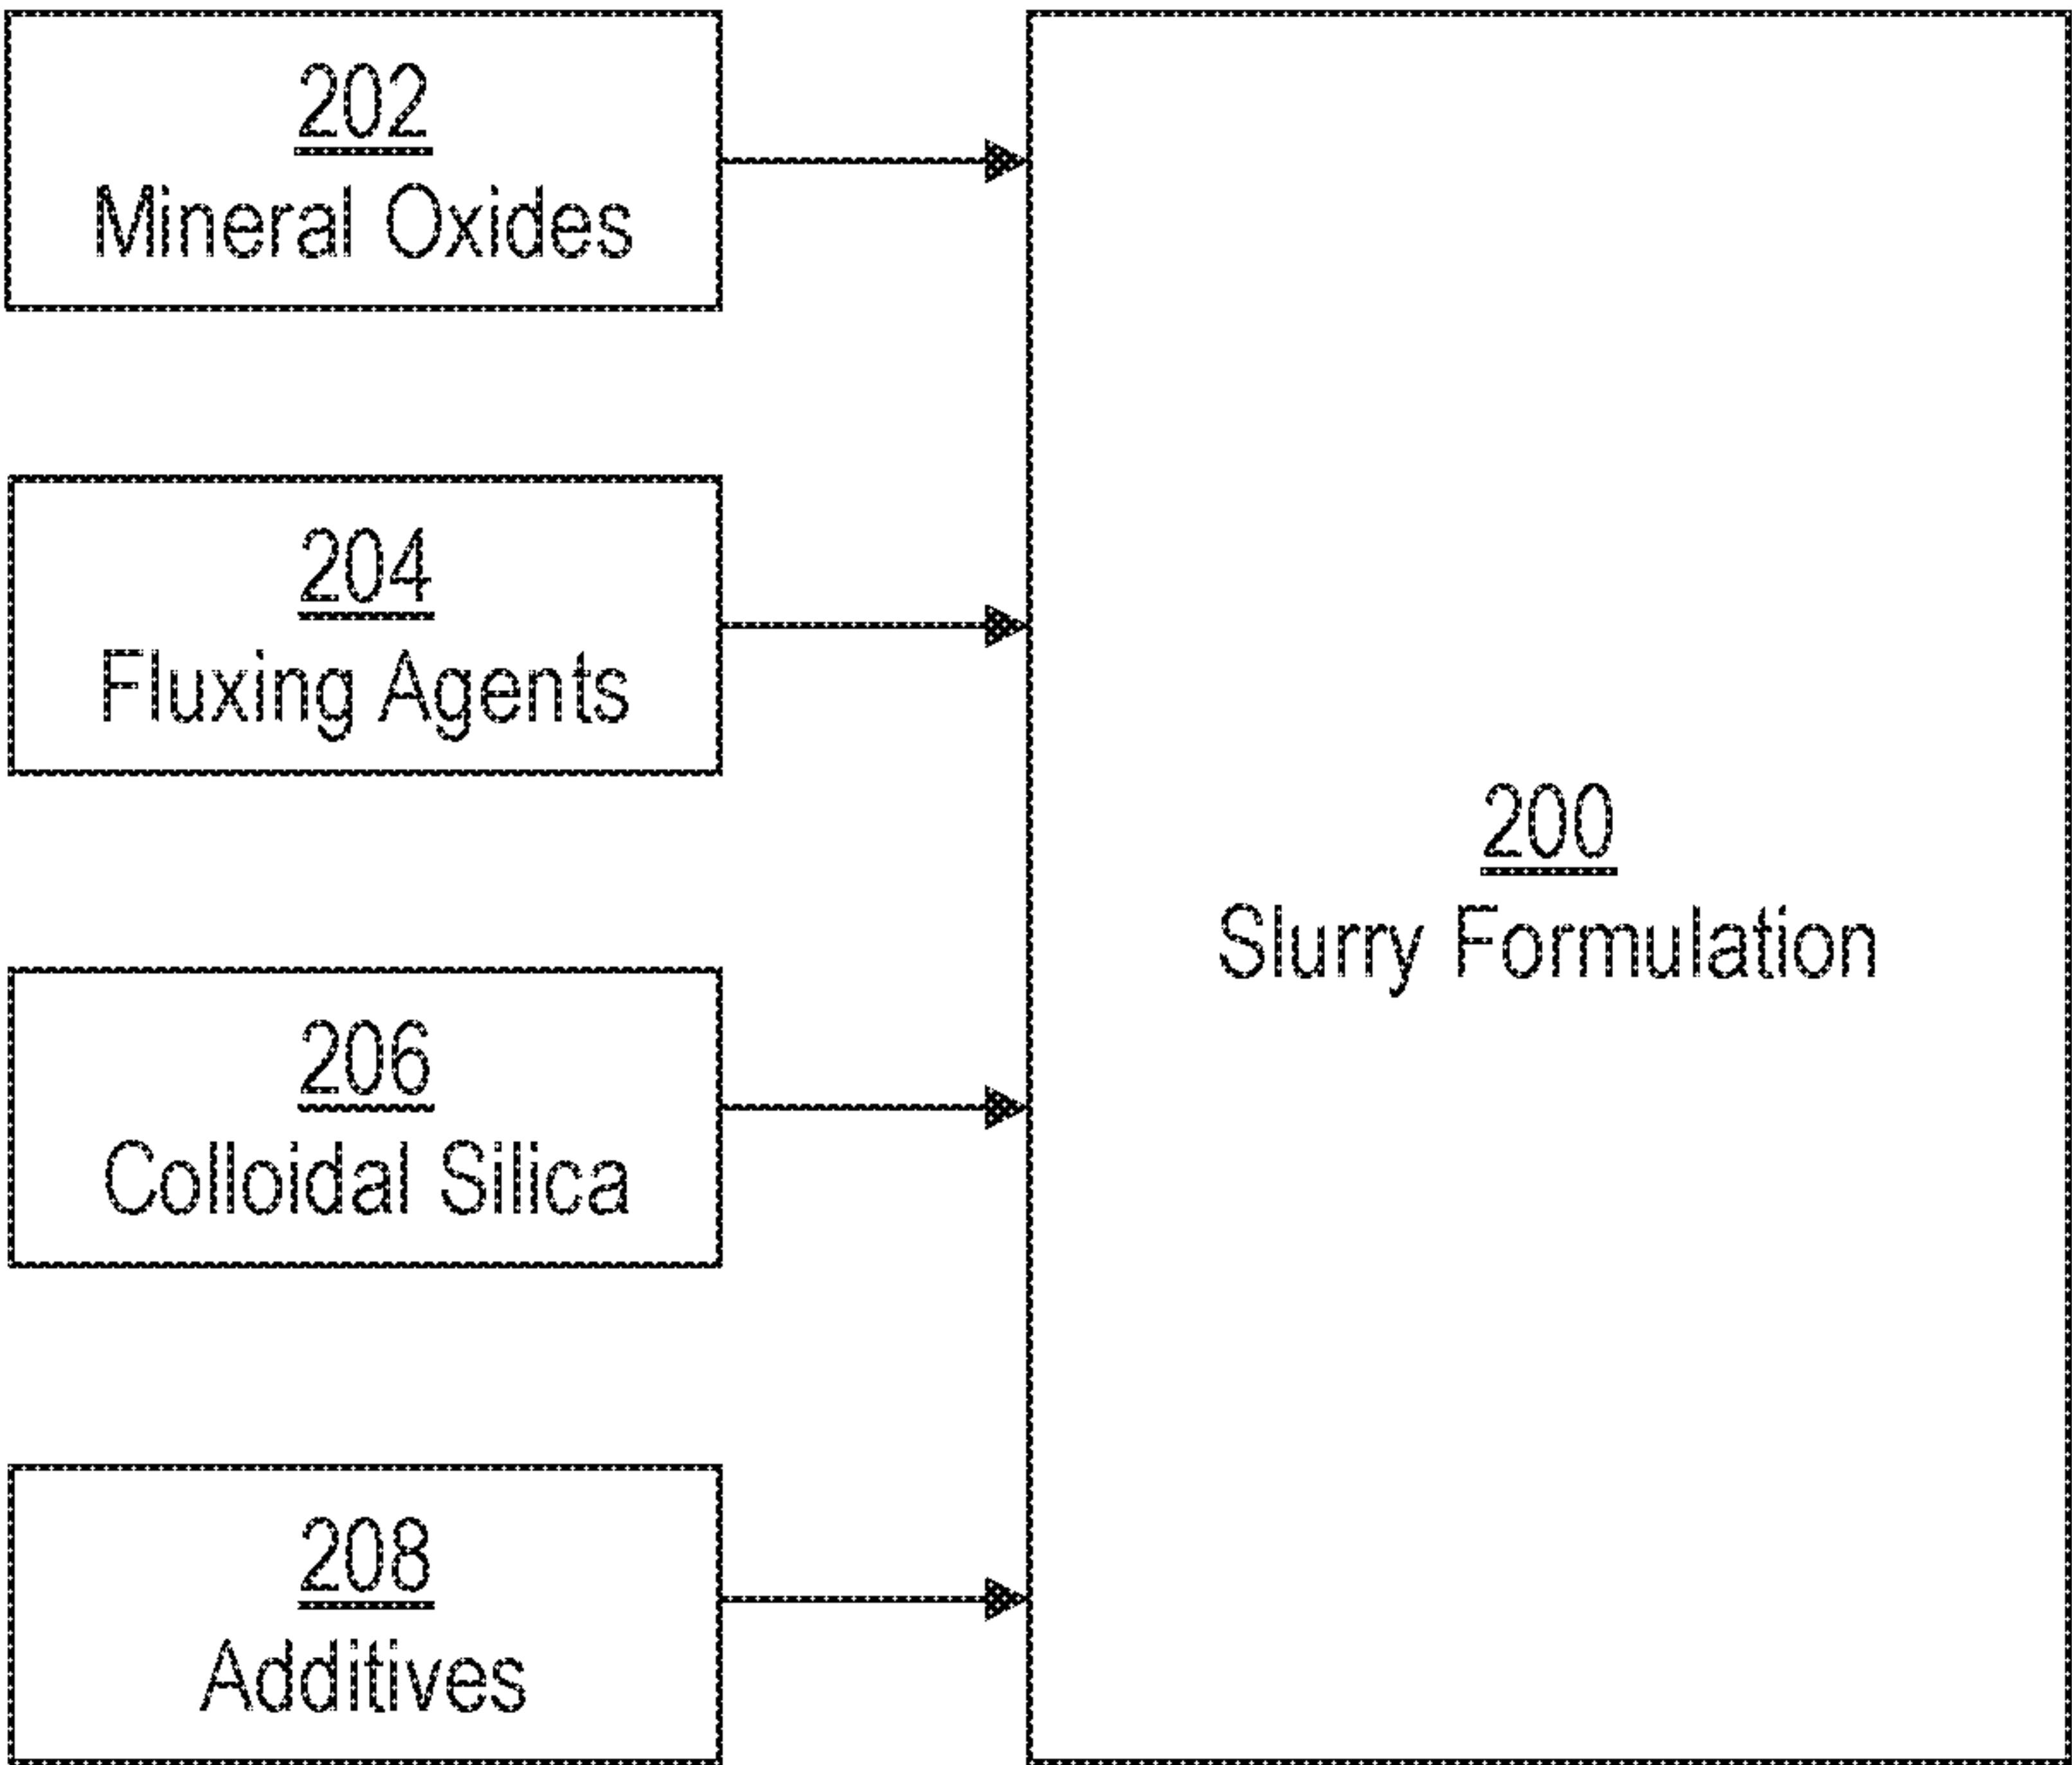 202
Mineral Oxides
204
Fluxing Agents
206
Colloidal Silica
208
Additives
200
Slurry Formulation